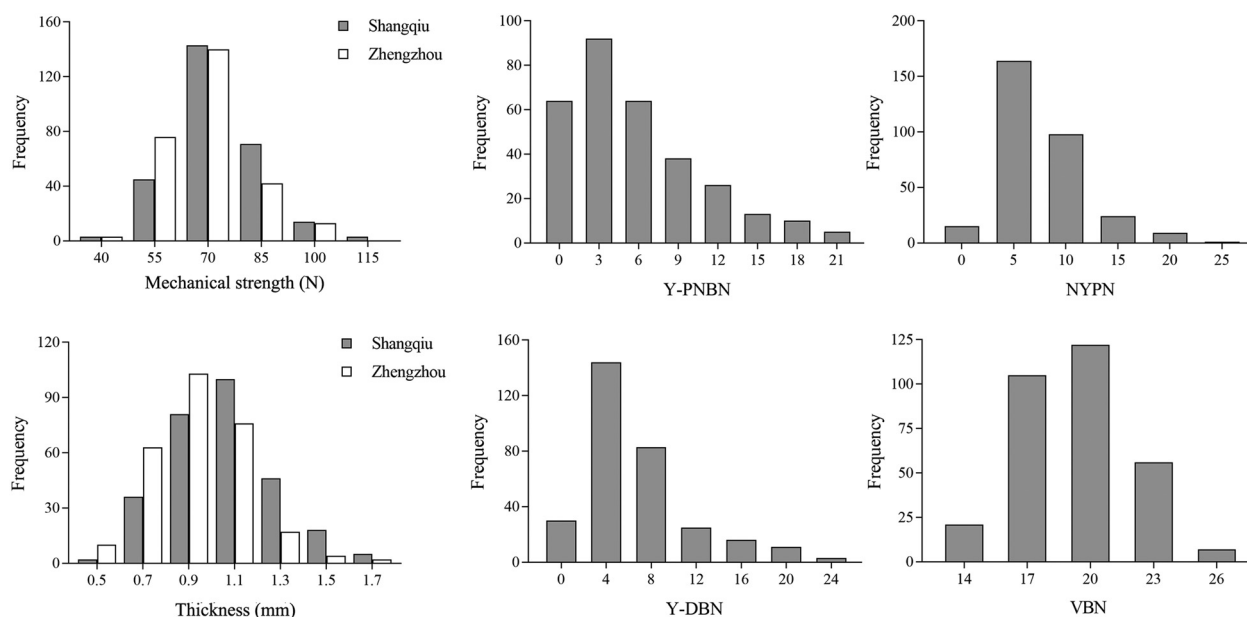 160
120
80
40
0
Frequency
Shangqiu
Zhengzhou
40 55 70 85 100 115
Mechanical strength (N)
100
80
60
40
20
0
Frequency
0 3 6 9 12 15 18 21
Y-PNBN
200
150
100
50
0
Frequency
0 5 10 15 20 25
NYPN
120
90
60
30
0
Frequency
Shangqiu
Zhengzhou
0.5 0.7 0.9 1.1 1.3 1.5 1.7
Thickness (mm)
160
120
80
40
0
Frequency
0 4 8 12 16 20 24
Y-DBN
125
100
75
50
25
0
Frequency
14 17 20 23 26
VBN